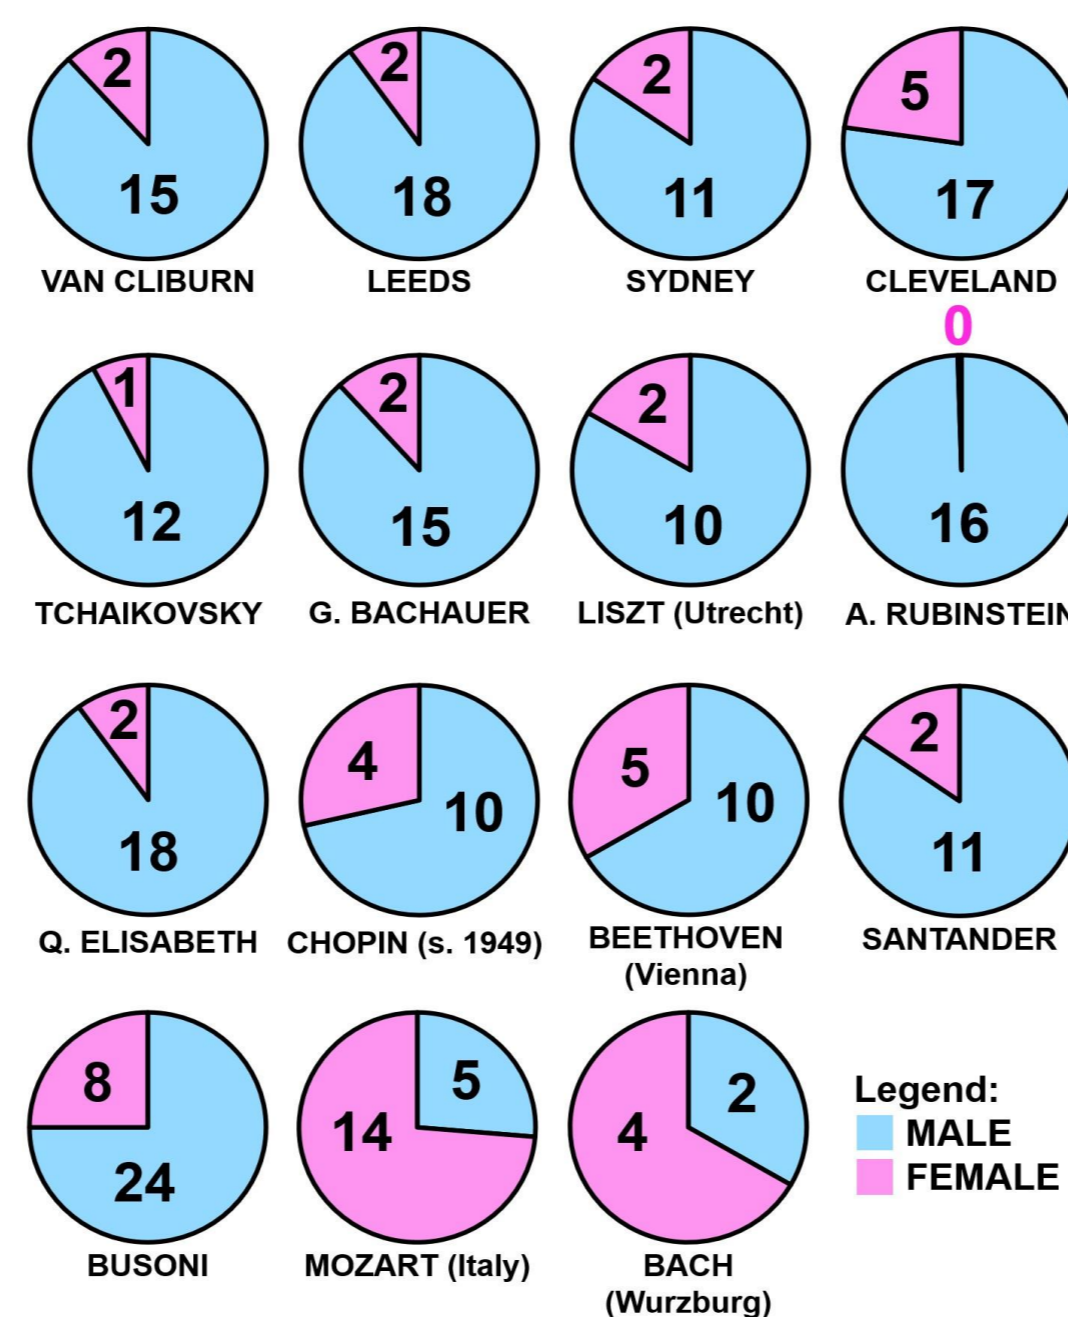 2
15
VAN CLIBURN
2
18
LEEDS
2
11
SYDNEY
5
17
CLEVELAND
1
12
TCHAIKOVSKY
2
15
G. BACHAUER
2
10
LISZT (Utrecht)
0
16
A. RUBINSTEIN
2
18
Q. ELISABETH
4
10
CHOPIN (s. 1949)
5
10
BEETHOVEN
(Vienna)
2
11
SANTANDER
8
24
BUSONI
5
14
MOZART (Italy)
2
4
BACH
(Wurzburg)
Legend:
MALE
FEMALE